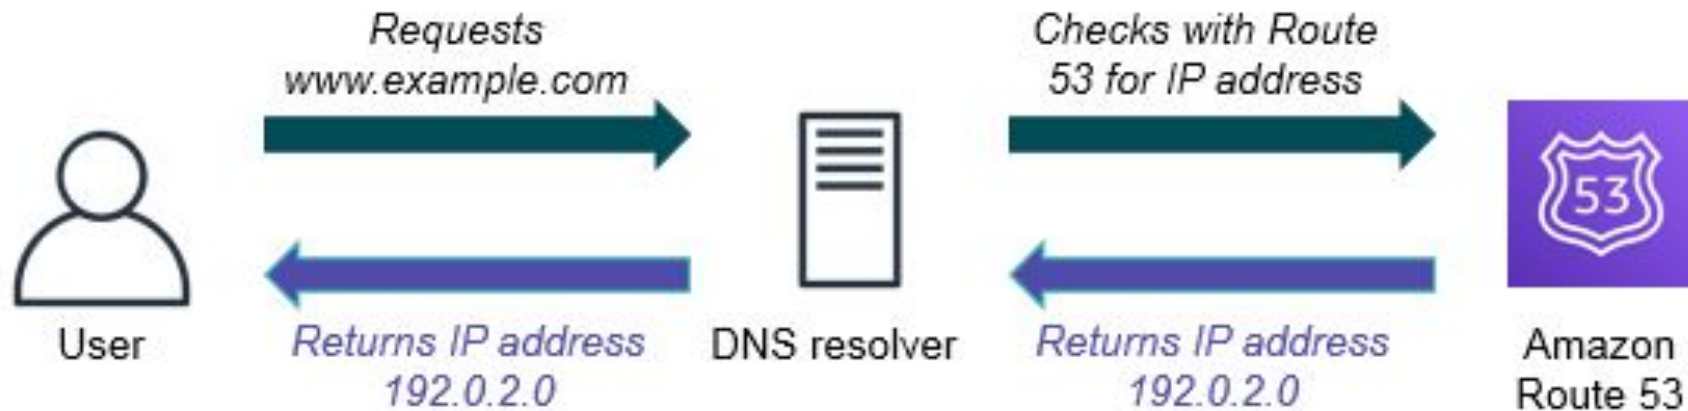 Requests
www.example.com
Checks with Route
53 for IP address
53
User
Returns IP address
192.0.2.0
DNS resolver
Returns IP address
192.0.2.0
Amazon
Route 53